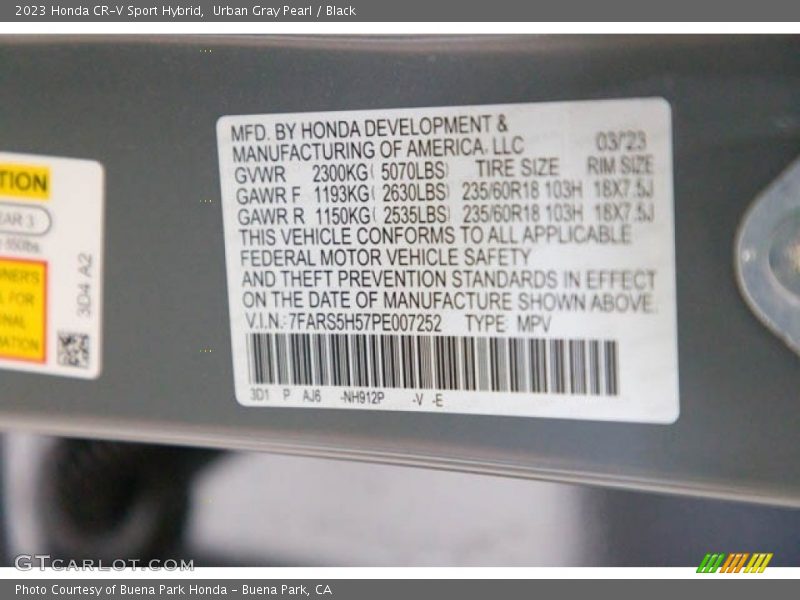 2023 Honda CR-V Sport Hybrid, Urban Gray Pearl / Black
MFD. BY HONDA DEVELOPMENT &
MANUFACTURING OF AMERICA, LLC 03/23
GVWR 2300KG( 5070LBS) TIRE SIZE RIM SIZE
GAWR F 1193KG( 2630LBS) 235/60R18 103H 18X7.5J
GAWR R 1150KG( 2535LBS) 235/60R18 103H 18X7.5J
THIS VEHICLE CONFORMS TO ALL APPLICABLE
FEDERAL MOTOR VEHICLE SAFETY
AND THEFT PREVENTION STANDARDS IN EFFECT
ON THE DATE OF MANUFACTURE SHOWN ABOVE.
V.I.N.:7FARS5H57PE007252 TYPE: MPV
3D1 P AJ6 -NH912P -V -E
TION
EAR 3
3D4 A2
GTCARLOT.COM
Photo Courtesy of Buena Park Honda - Buena Park, CA